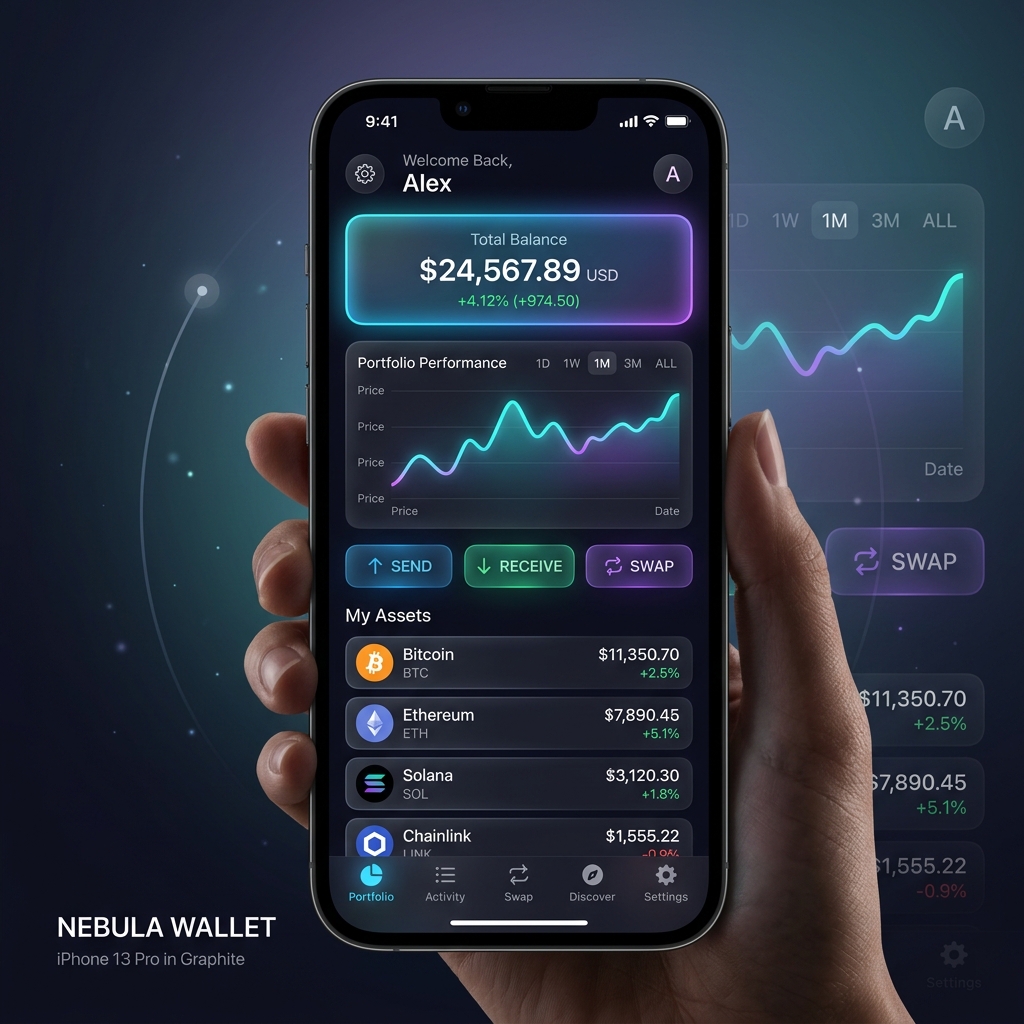 9:41
Welcome Back,
Alex
A
Total Balance
$24,567.89 USD
+4.12% (+974.50)
Portfolio Performance
1D 1W 1M 3M ALL
Price
Price
Price
Price
Price Date
SEND RECEIVE SWAP
My Assets
Bitcoin $11,350.70
BTC +2.5%
Ethereum $7,890.45
ETH +5.1%
Solana $3,120.30
SOL +1.8%
Chainlink $1,555.22
LINK -0.9%
Portfolio Activity Swap Discover Settings
A
1D 1W 1M 3M ALL
Date
SWAP
$11,350.70
+2.5%
$7,890.45
+5.1%
$1,555.22
-0.9%
Settings
NEBULA WALLET
iPhone 13 Pro in Graphite